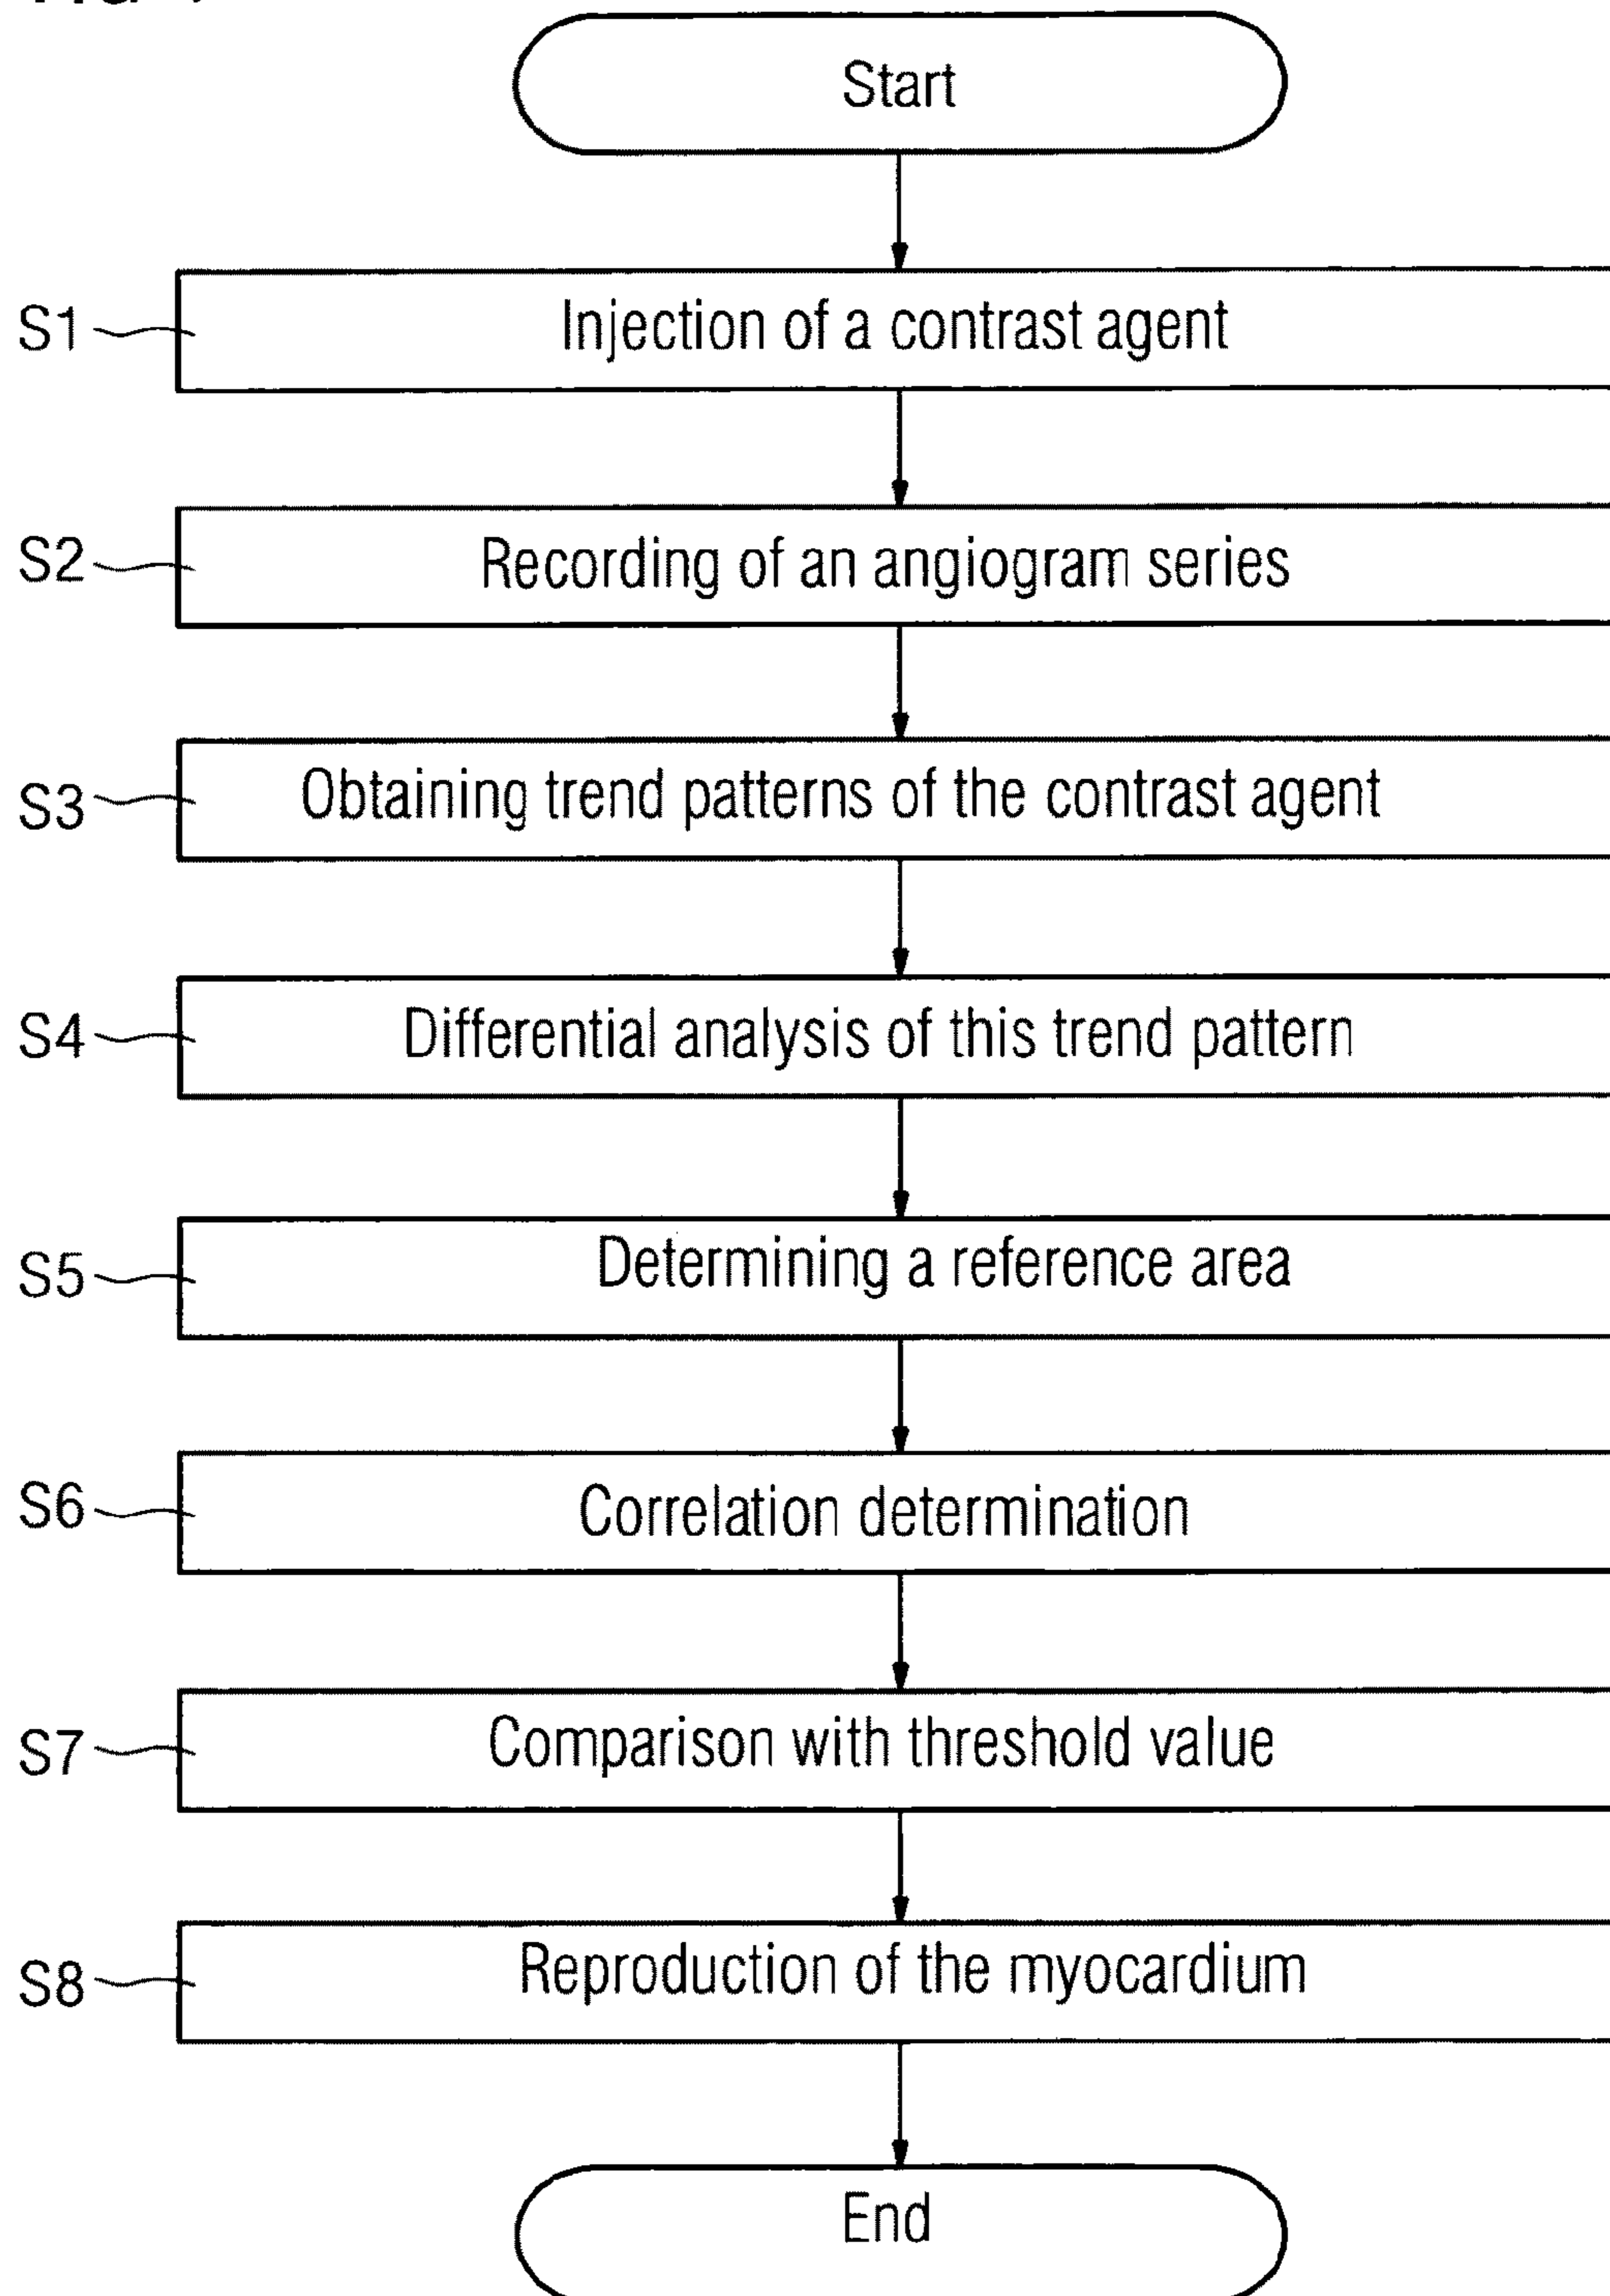 Start
S1 Injection of a contrast agent
S2 Recording of an angiogram series
S3 Obtaining trend patterns of the contrast agent
S4 Differential analysis of this trend pattern
S5 Determining a reference area
S6 Correlation determination
S7 Comparison with threshold value
S8 Reproduction of the myocardium
End